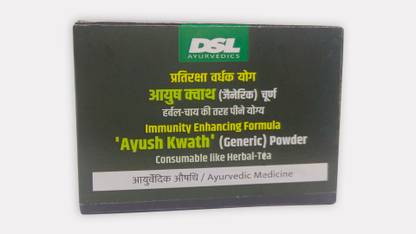 DSL
AYURVEDICS
प्रतिरक्षा वर्धक योग
आयुष क्वाथ (जैनेरिक) चूर्ण
हर्बल-चाय की तरह पीने योग्य
Immunity Enhancing Formula
'Ayush Kwath' (Generic) Powder
Consumable like Herbal-Tea
आयुर्वेदिक औषधि / Ayurvedic Medicine